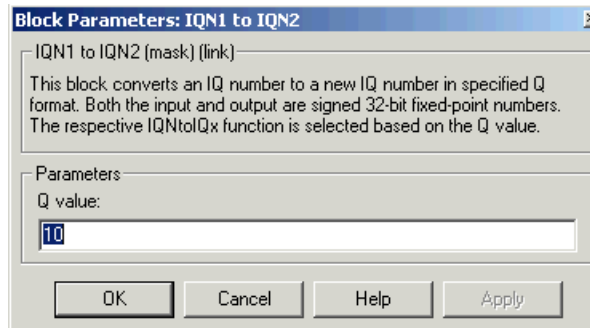 Block Parameters: IQN1 to IQN2
IQN1 to IQN2 (mask) (link)
This block converts an IQ number to a new IQ number in specified Q
format. Both the input and output are signed 32-bit fixed-point numbers.
The respective IQNtoIQx function is selected based on the Q value.
Parameters
Q value:
10
OK Cancel Help Apply